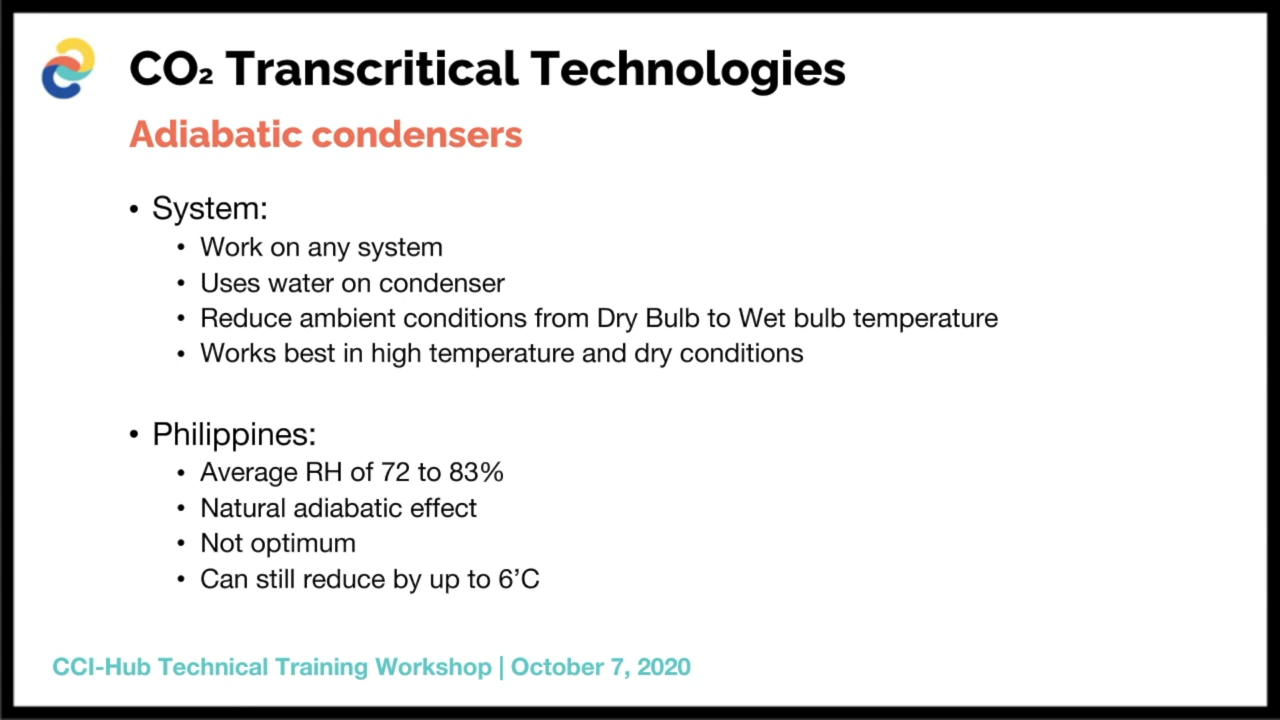 CO₂ Transcritical Technologies
Adiabatic condensers
• System:
• Work on any system
• Uses water on condenser
• Reduce ambient conditions from Dry Bulb to Wet bulb temperature
• Works best in high temperature and dry conditions
• Philippines:
• Average RH of 72 to 83%
• Natural adiabatic effect
• Not optimum
• Can still reduce by up to 6’C
CCI-Hub Technical Training Workshop | October 7, 2020